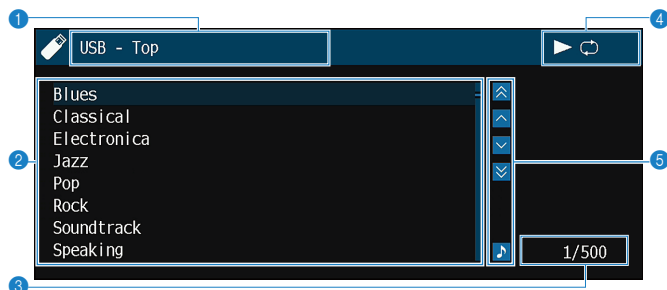 1
4
USB - Top
Blues
Classical
Electronica
2
5
Jazz
Pop
Rock
Soundtrack
Speaking
1/500
3